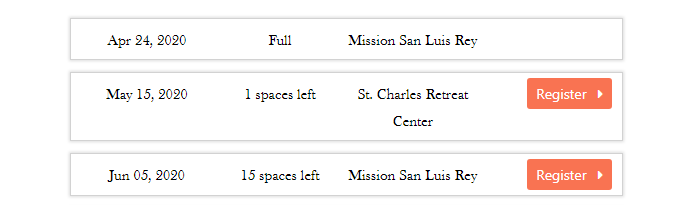 Apr 24, 2020 Full Mission San Luis Rey
May 15, 2020 1 spaces left St. Charles Retreat Register
Center
Jun 05, 2020 15 spaces left Mission San Luis Rey Register